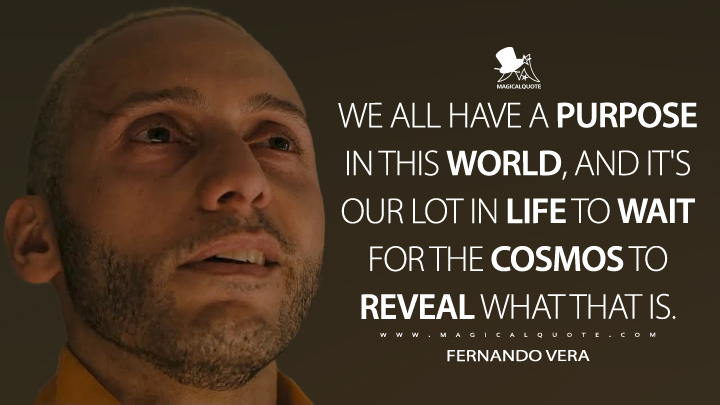 MAGICALQUOTE
WE ALL HAVE A PURPOSE
IN THIS WORLD, AND IT'S
OUR LOT IN LIFE TO WAIT
FOR THE COSMOS TO
REVEAL WHAT THAT IS.
WWW.MAGICALQUOTE.COM
FERNANDO VERA